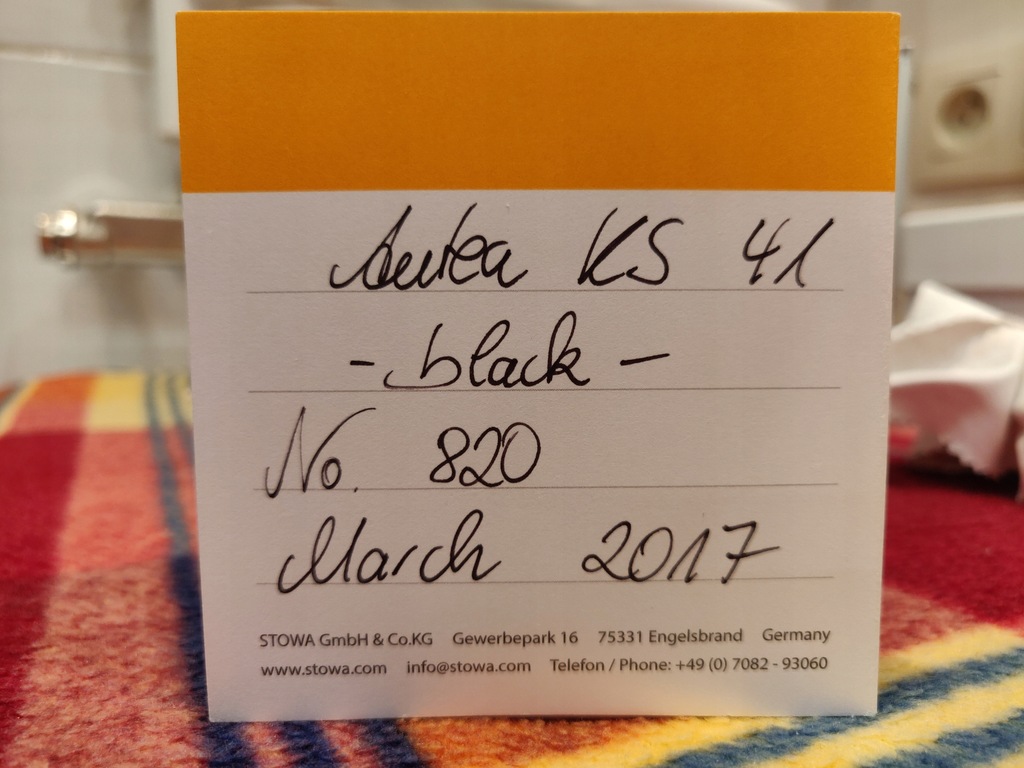 Antea KS 41
- black -
No. 820
March 2017
STOWA GmbH & Co.KG Gewerbepark 16 75331 Engelsbrand Germany
www.stowa.com info@stowa.com Telefon / Phone: +49 (0) 7082 - 93060